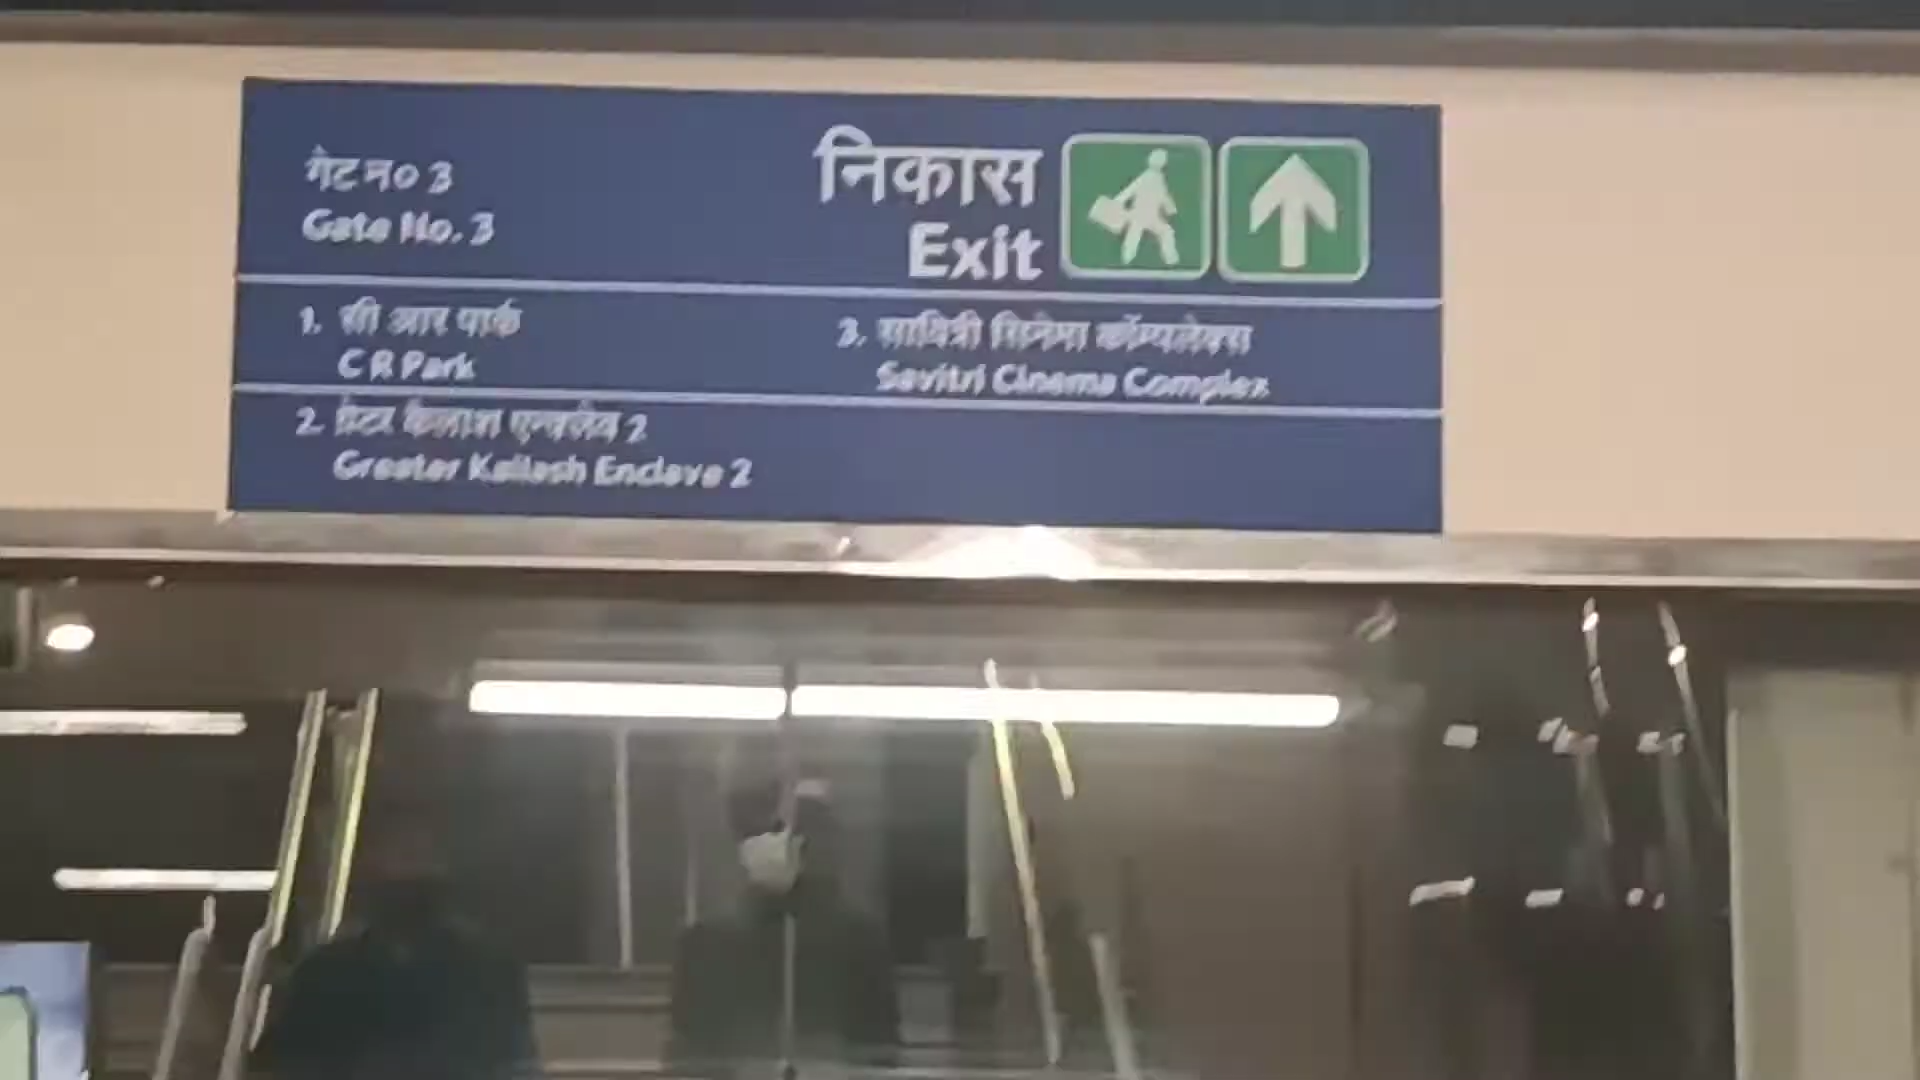 गेट न० 3
Gate No. 3
निकास
Exit
1. सी आर पार्क
C R Park
3. सावित्री सिनेमा कॉम्पलेक्स
Savitri Cinema Complex
2. ग्रेटर कैलाश एन्क्लेव 2
Greater Kailash Enclave 2